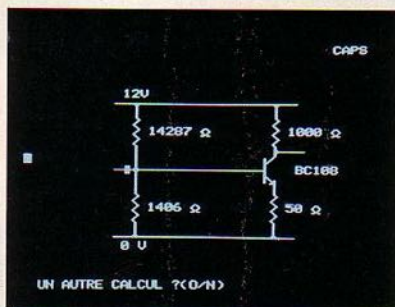 CAPS
12V
14287 Ω
1000 Ω
BC108
1406 Ω
50 Ω
0 V
UN AUTRE CALCUL ?(O/N)